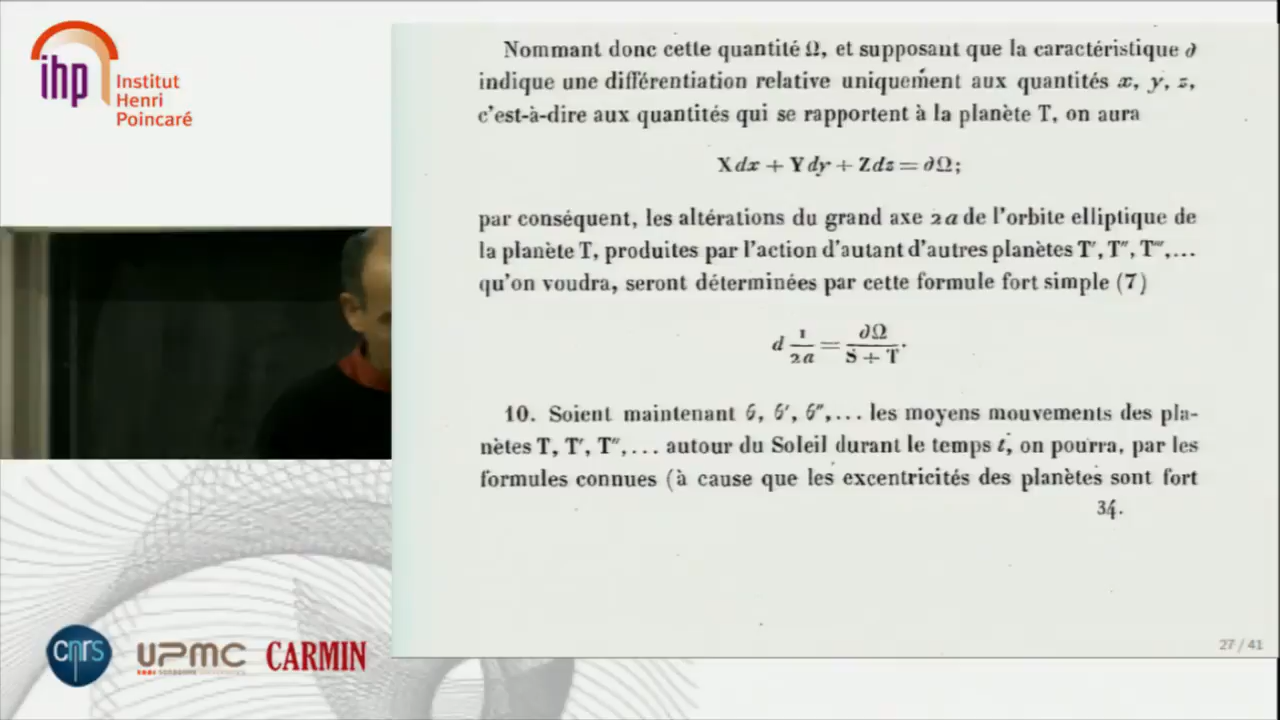 ihp Institut
Henri
Poincaré
Nommant donc cette quantité Ω, et supposant que la caractéristique ∂
indique une différentiation relative uniquement aux quantités x, y, z,
c'est-à-dire aux quantités qui se rapportent à la planète T, on aura
X dx + Y dy + Z dz = ∂Ω;
par conséquent, les altérations du grand axe 2a de l'orbite elliptique de
la planète T, produites par l'action d'autant d'autres planètes T', T'', T''',...
qu'on voudra, seront déterminées par cette formule fort simple (7)
d 1/2a = ∂Ω/S + T.
10. Soient maintenant ϐ, ϐ', ϐ'',... les moyens mouvements des pla-
nètes T, T', T'',... autour du Soleil durant le temps t, on pourra, par les
formules connues (à cause que les excentricités des planètes sont fort
34.
27 / 41
cnrs UPMC CARMIN